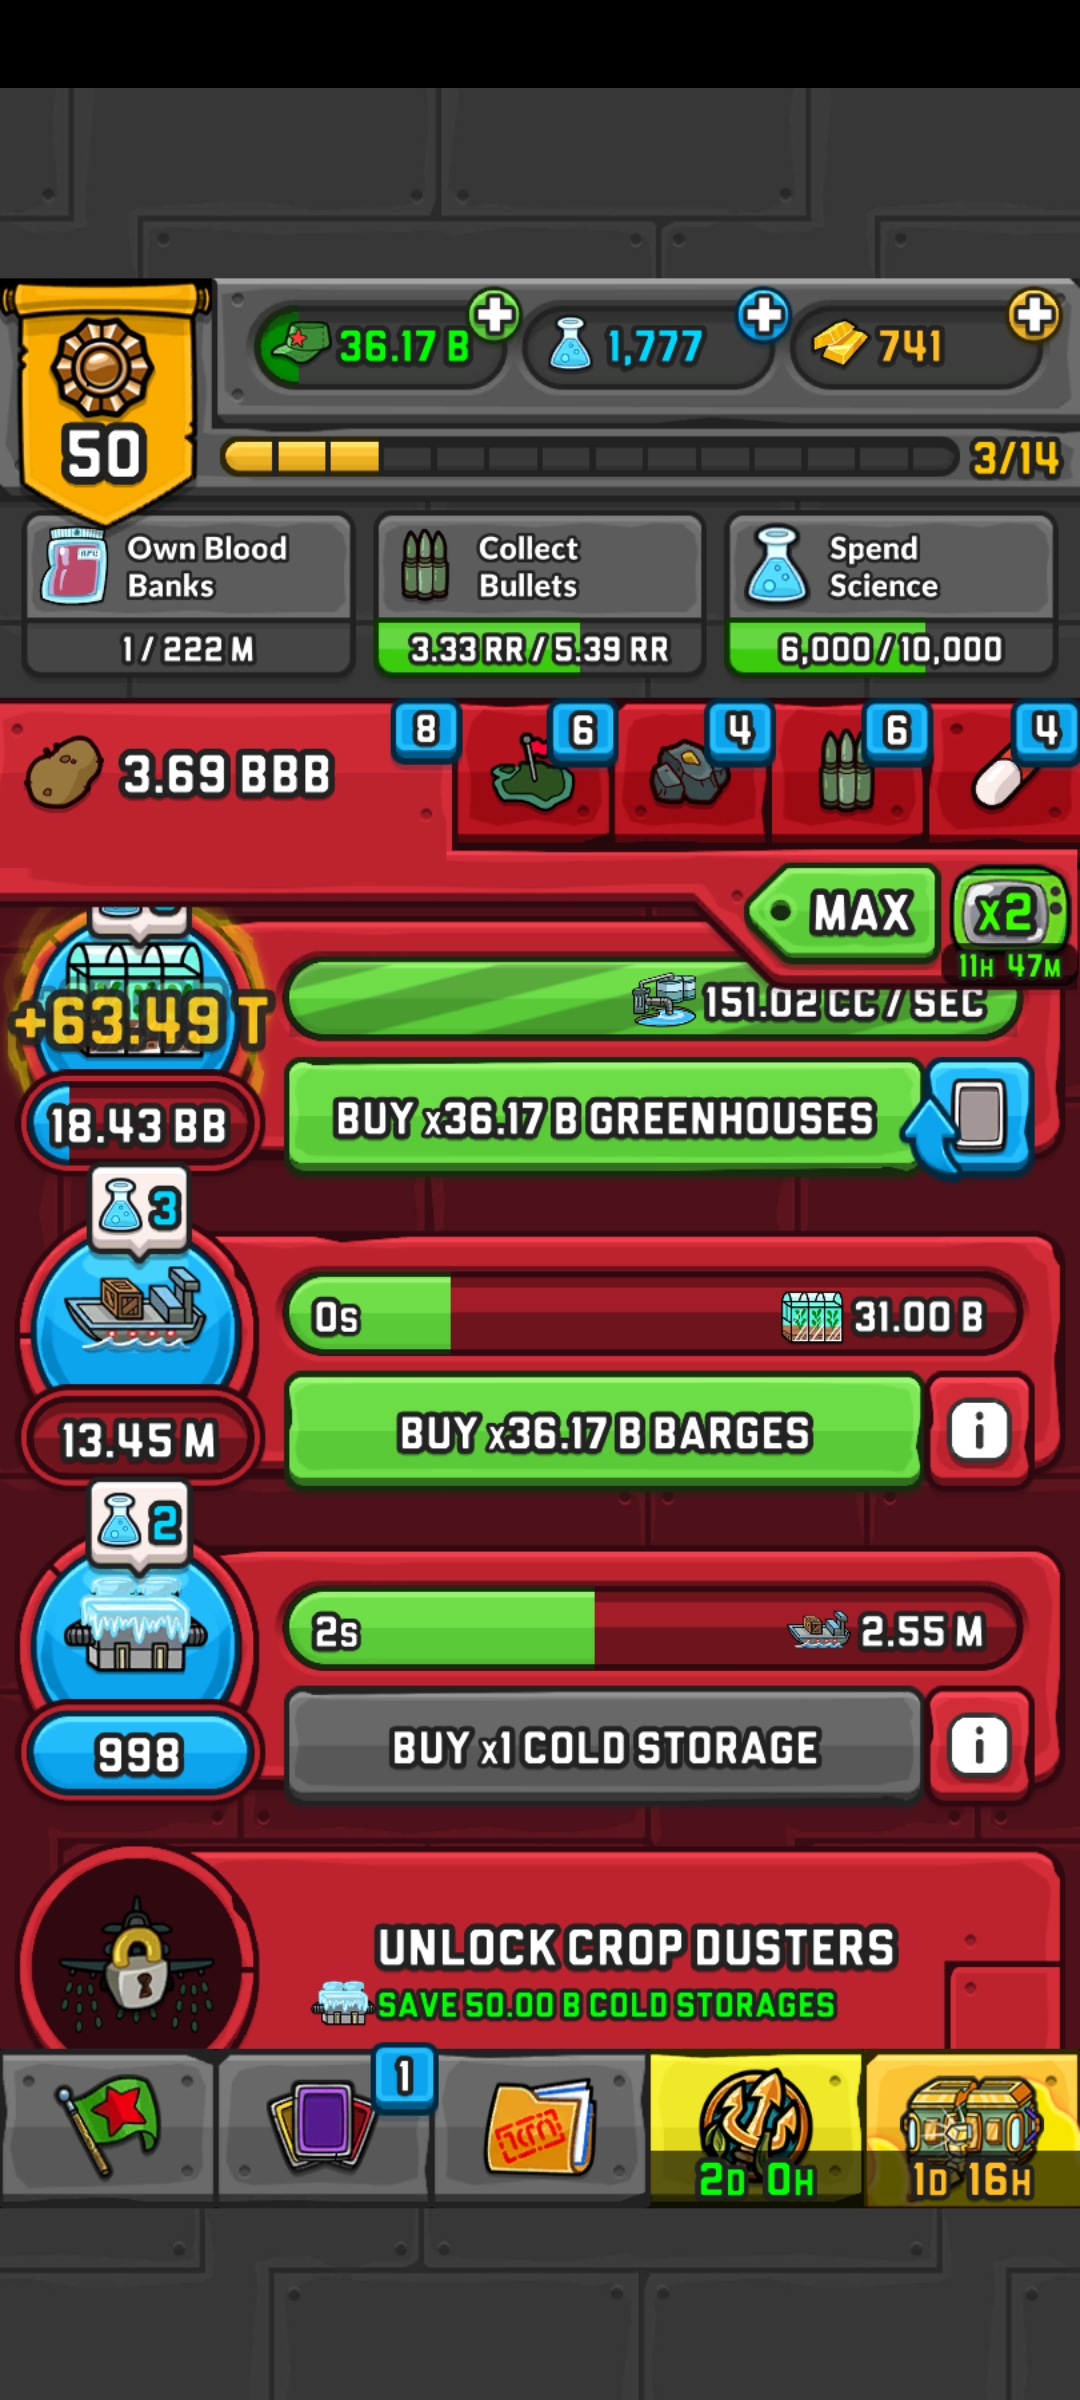 36.17 B
1,777
741
50
3/14
Own Blood
Banks
1 / 222 M
Collect
Bullets
3.33 RR / 5.39 RR
Spend
Science
6,000 / 10,000
3.69 BBB
8
6
4
6
4
MAX
x2
11H 47M
+63.49 T
151.02 CC / SEC
18.43 BB
BUY x36.17 B GREENHOUSES
3
0s
31.00 B
13.45 M
BUY x36.17 B BARGES
i
2
2s
2.55 M
998
BUY x1 COLD STORAGE
i
UNLOCK CROP DUSTERS
SAVE 50.00 B COLD STORAGES
1
2D 0H
1D 16H